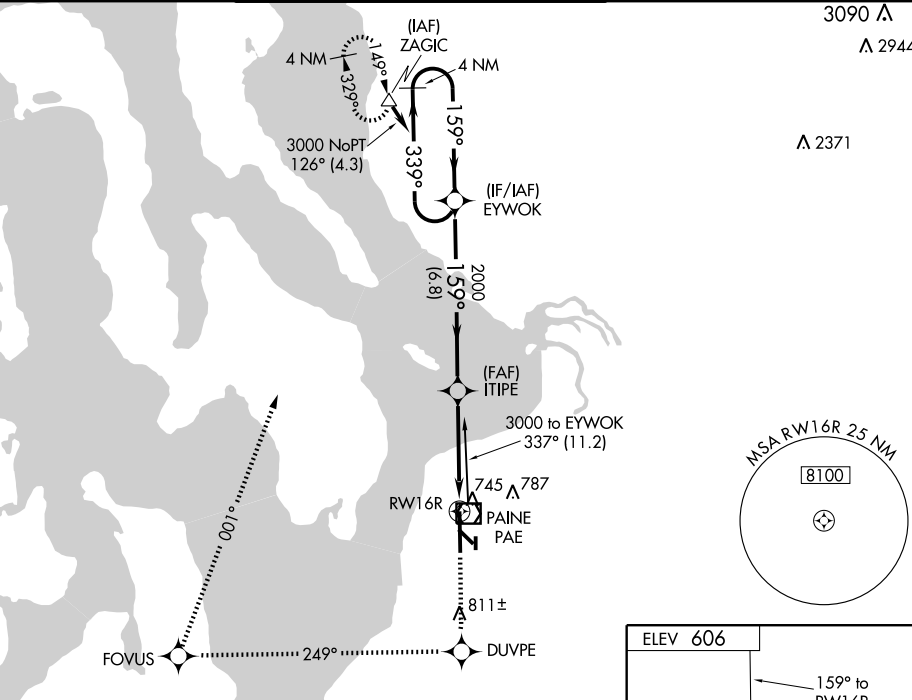 3090
2944
2371
(IAF)
ZAGIC
4 NM
149°
329°
4 NM
3000 NoPT
126° (4.3)
339°
159°
(IF/IAF)
EYWOK
2000
159°
(6.8)
(FAF)
ITIPE
3000 to EYWOK
337° (11.2)
745
787
RW16R
PAINE
PAE
001°
811±
FOVUS
249°
DUVPE
MSA RW16R 25 NM
8100
ELEV 606
159° to
RW16R